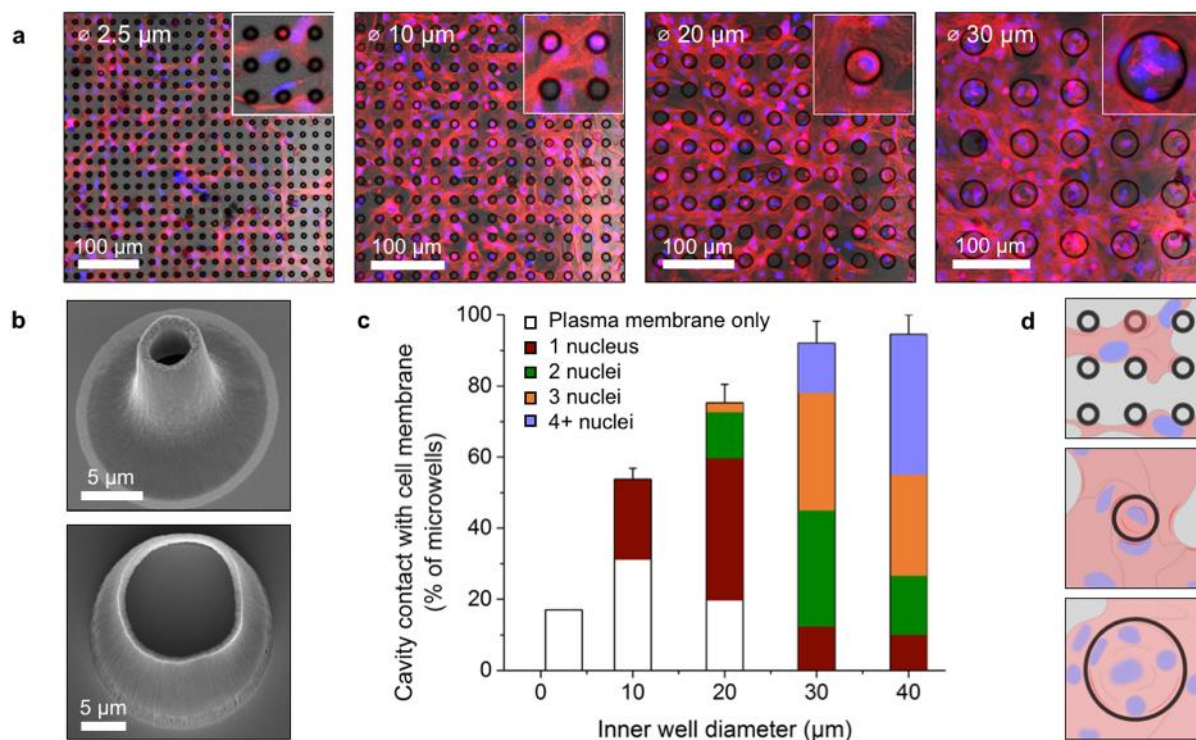 a
⌀ 2.5 µm
100 µm
⌀ 10 µm
100 µm
⌀ 20 µm
100 µm
⌀ 30 µm
100 µm
b
5 µm
5 µm
c
Cavity contact with cell membrane
(% of microwells)
100
80
60
40
20
0
Plasma membrane only
1 nucleus
2 nuclei
3 nuclei
4+ nuclei
0
10
20
30
40
Inner well diameter (µm)
d